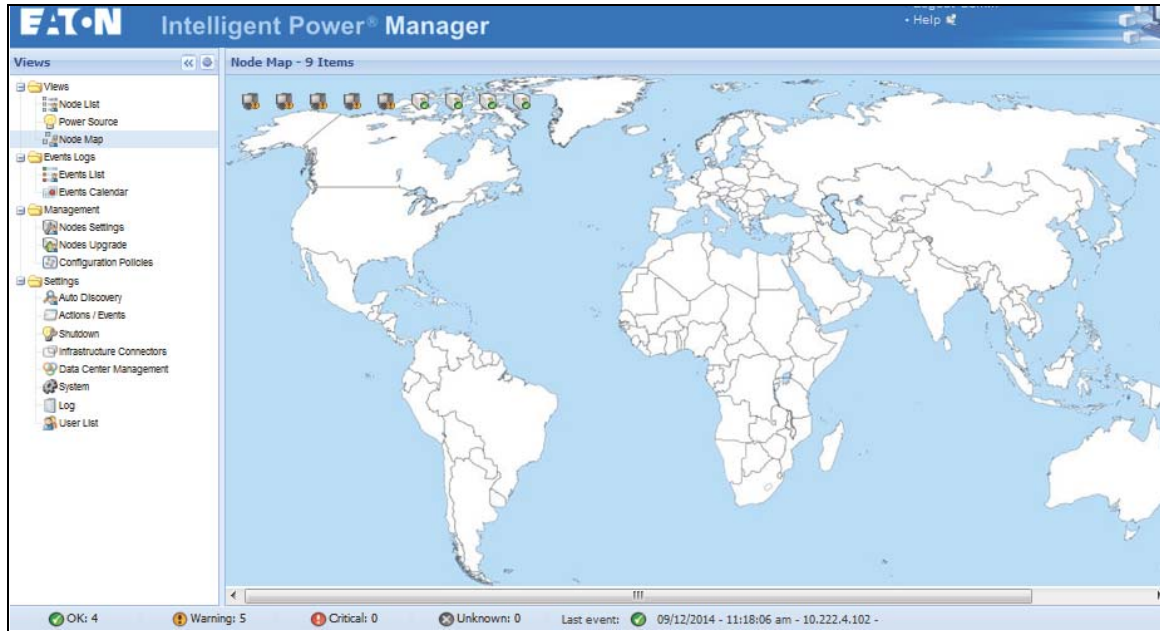 EATON Intelligent Power® Manager
• Help
Views
Node Map - 9 Items
Views
Node List
Power Source
Node Map
Events Logs
Events List
Events Calendar
Management
Nodes Settings
Nodes Upgrade
Configuration Policies
Settings
Auto Discovery
Actions / Events
Shutdown
Infrastructure Connectors
Data Center Management
System
Log
User List
OK: 4 Warning: 5 Critical: 0 Unknown: 0 Last event: 09/12/2014 - 11:18:06 am - 10.222.4.102 -